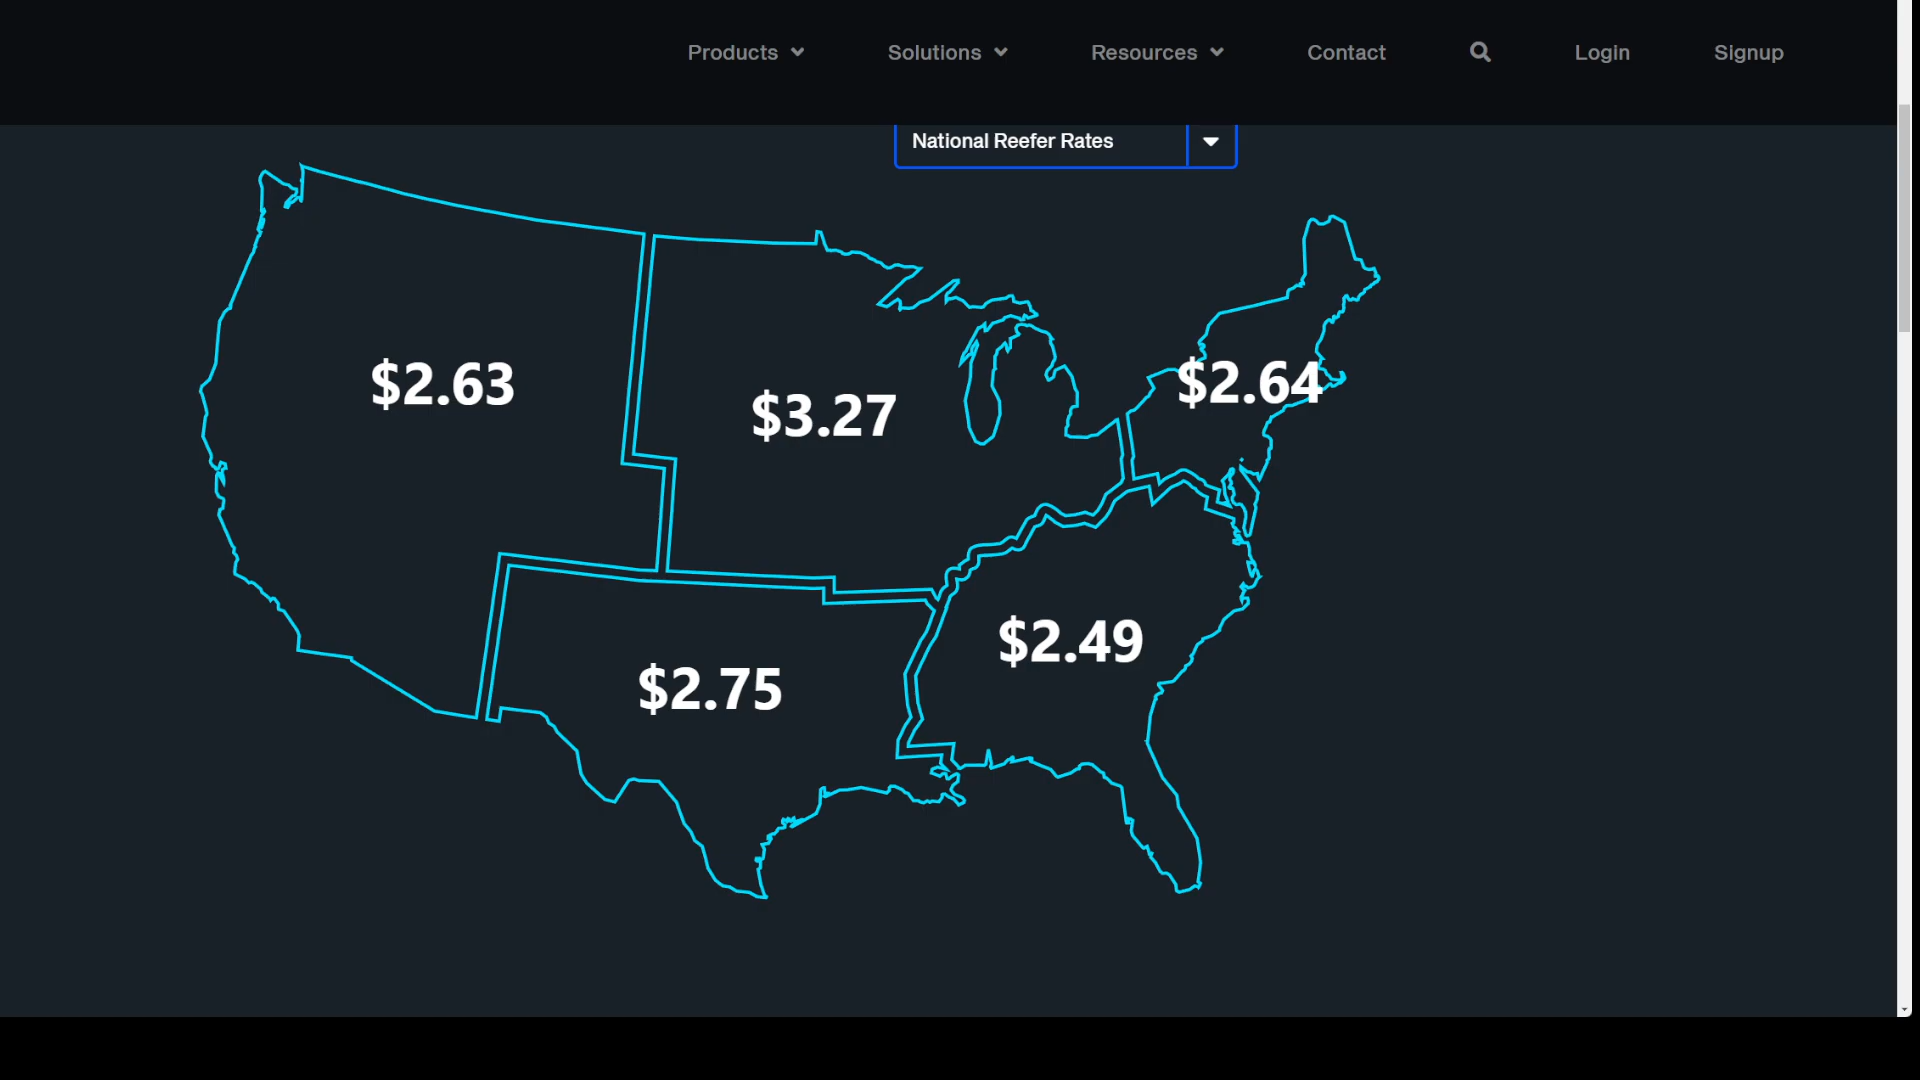 Products Solutions Resources Contact Login Signup
National Reefer Rates
$2.63
$3.27
$2.64
$2.75
$2.49